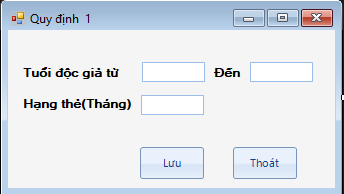 Quy định 1
Tuổi độc giả từ Đến
Hạng thẻ(Tháng)
Lưu Thoát